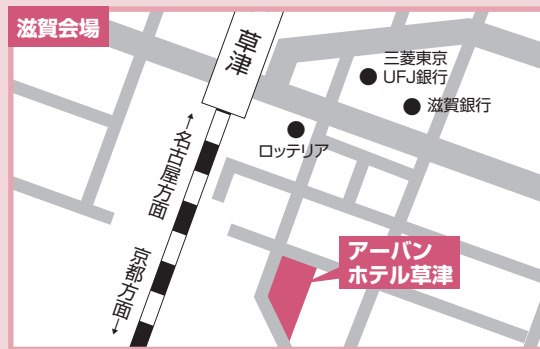 滋賀会場
草津
三菱東京
UFJ銀行
滋賀銀行
ロッテリア
←名古屋方面
京都方面→
アーバン
ホテル草津